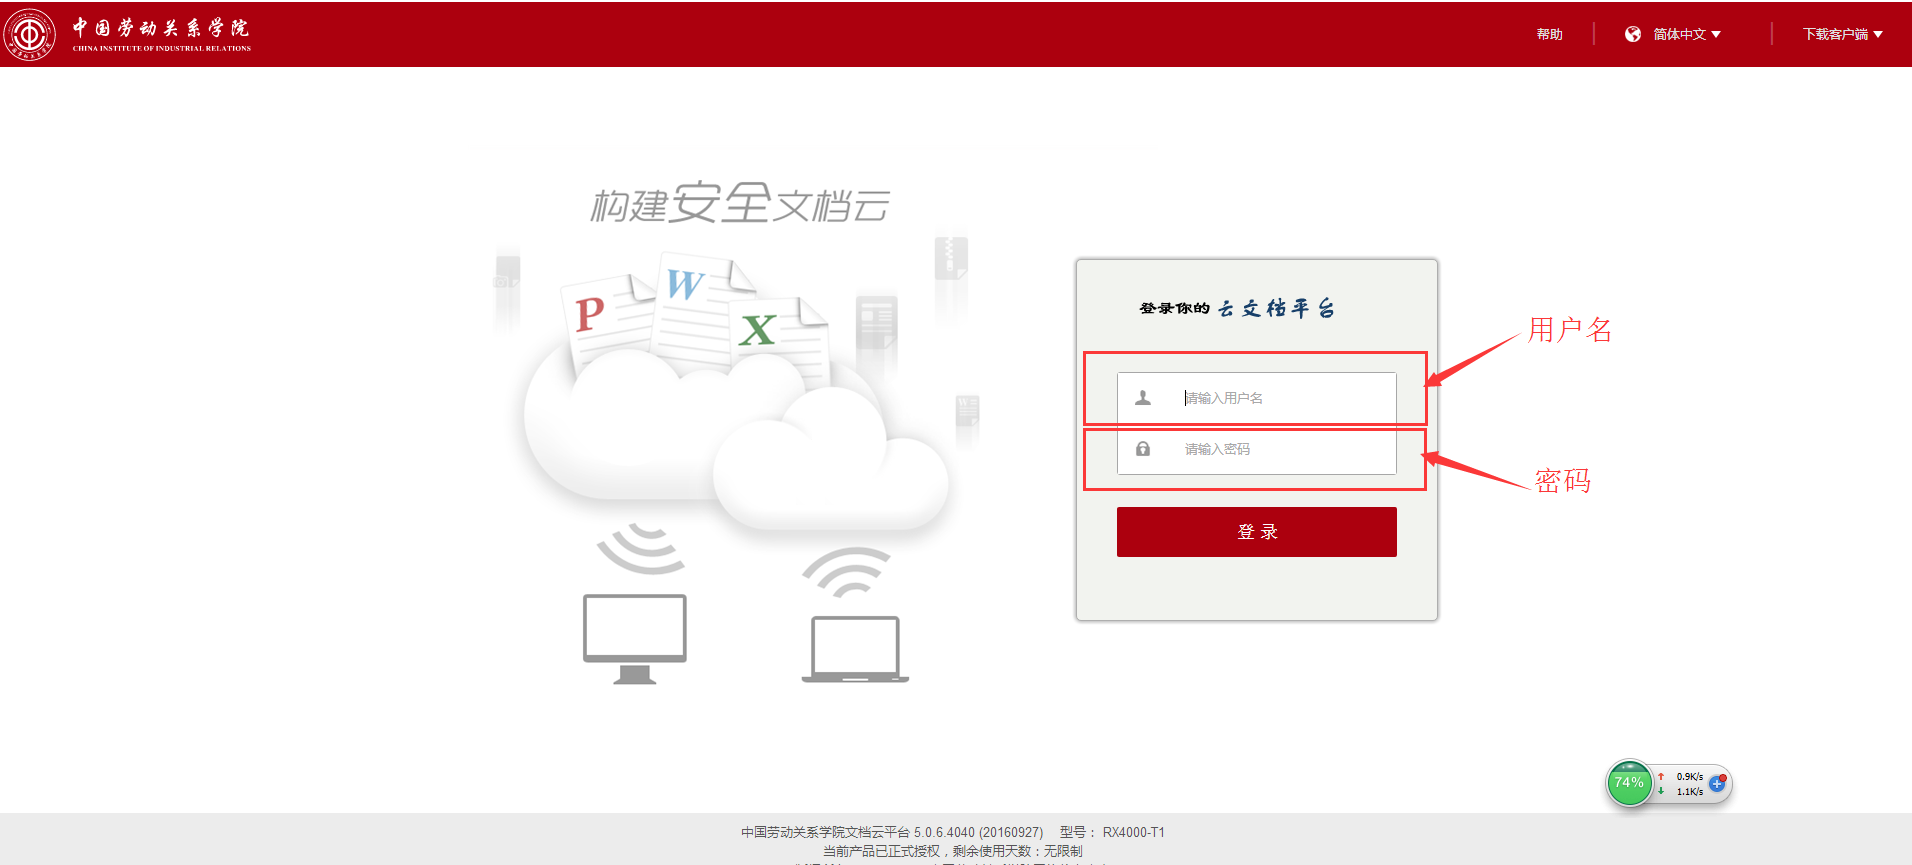 中国劳动关系学院
CHINA INSTITUTE OF INDUSTRIAL RELATIONS
帮助
简体中文
下载客户端
构建安全文档云
P
W
X
W
登录你的 云文档平台
用户名
请输入用户名
请输入密码
密码
登 录
74%
0.9K/s
1.1K/s
中国劳动关系学院文档云平台 5.0.6.4040 (20160927) 型号： RX4000-T1
当前产品已正式授权，剩余使用天数：无限制